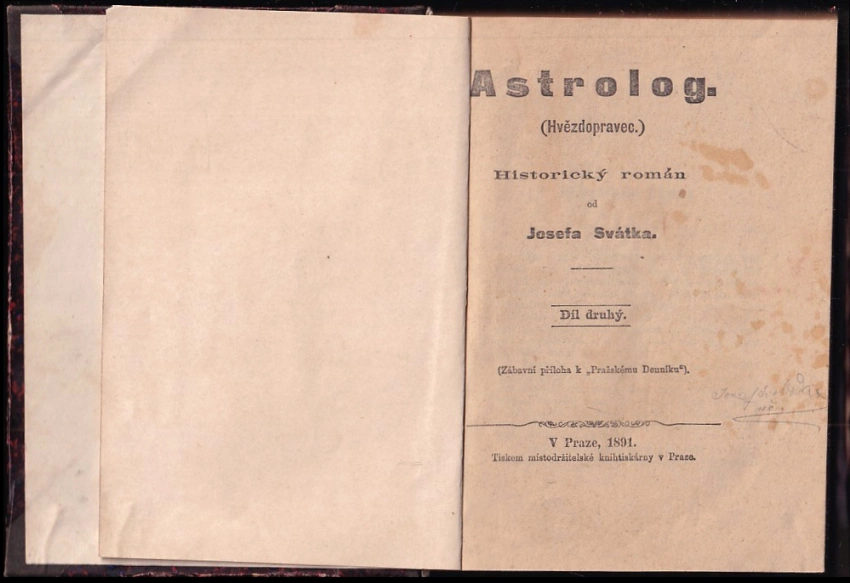 Astrolog.
(Hvězdopravec.)
Historický román
od
Josefa Svátka.
Díl druhý.
(Zábavní příloha k „Pražskému Denníku“).
V Praze, 1891.
Tiskem místodržitelské knihtiskárny v Praze.